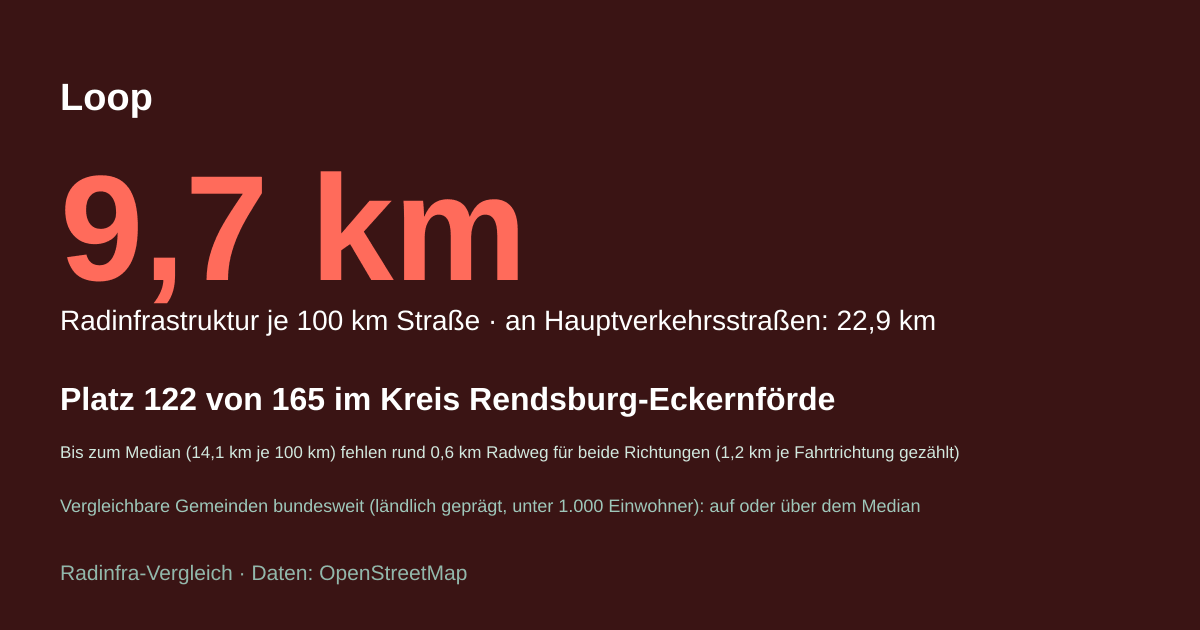 Loop
9,7 km
Radinfrastruktur je 100 km Straße · an Hauptverkehrsstraßen: 22,9 km
Platz 122 von 165 im Kreis Rendsburg-Eckernförde
Bis zum Median (14,1 km je 100 km) fehlen rund 0,6 km Radweg für beide Richtungen (1,2 km je Fahrtrichtung gezählt)
Vergleichbare Gemeinden bundesweit (ländlich geprägt, unter 1.000 Einwohner): auf oder über dem Median
Radinfra-Vergleich · Daten: OpenStreetMap